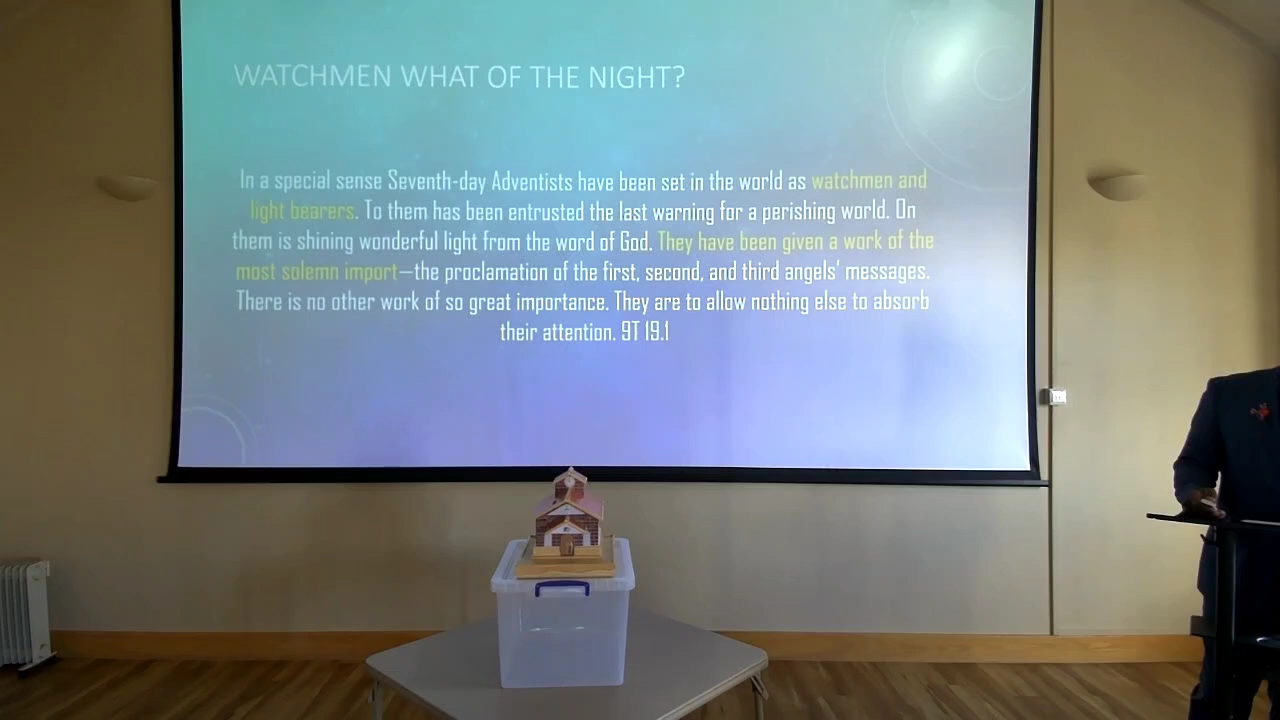 WATCHMEN WHAT OF THE NIGHT?
In a special sense Seventh-day Adventists have been set in the world as watchmen and
light bearers. To them has been entrusted the last warning for a perishing world. On
them is shining wonderful light from the word of God. They have been given a work of the
most solemn import—the proclamation of the first, second, and third angels' messages.
There is no other work of so great importance. They are to allow nothing else to absorb
their attention. 9T 19.1